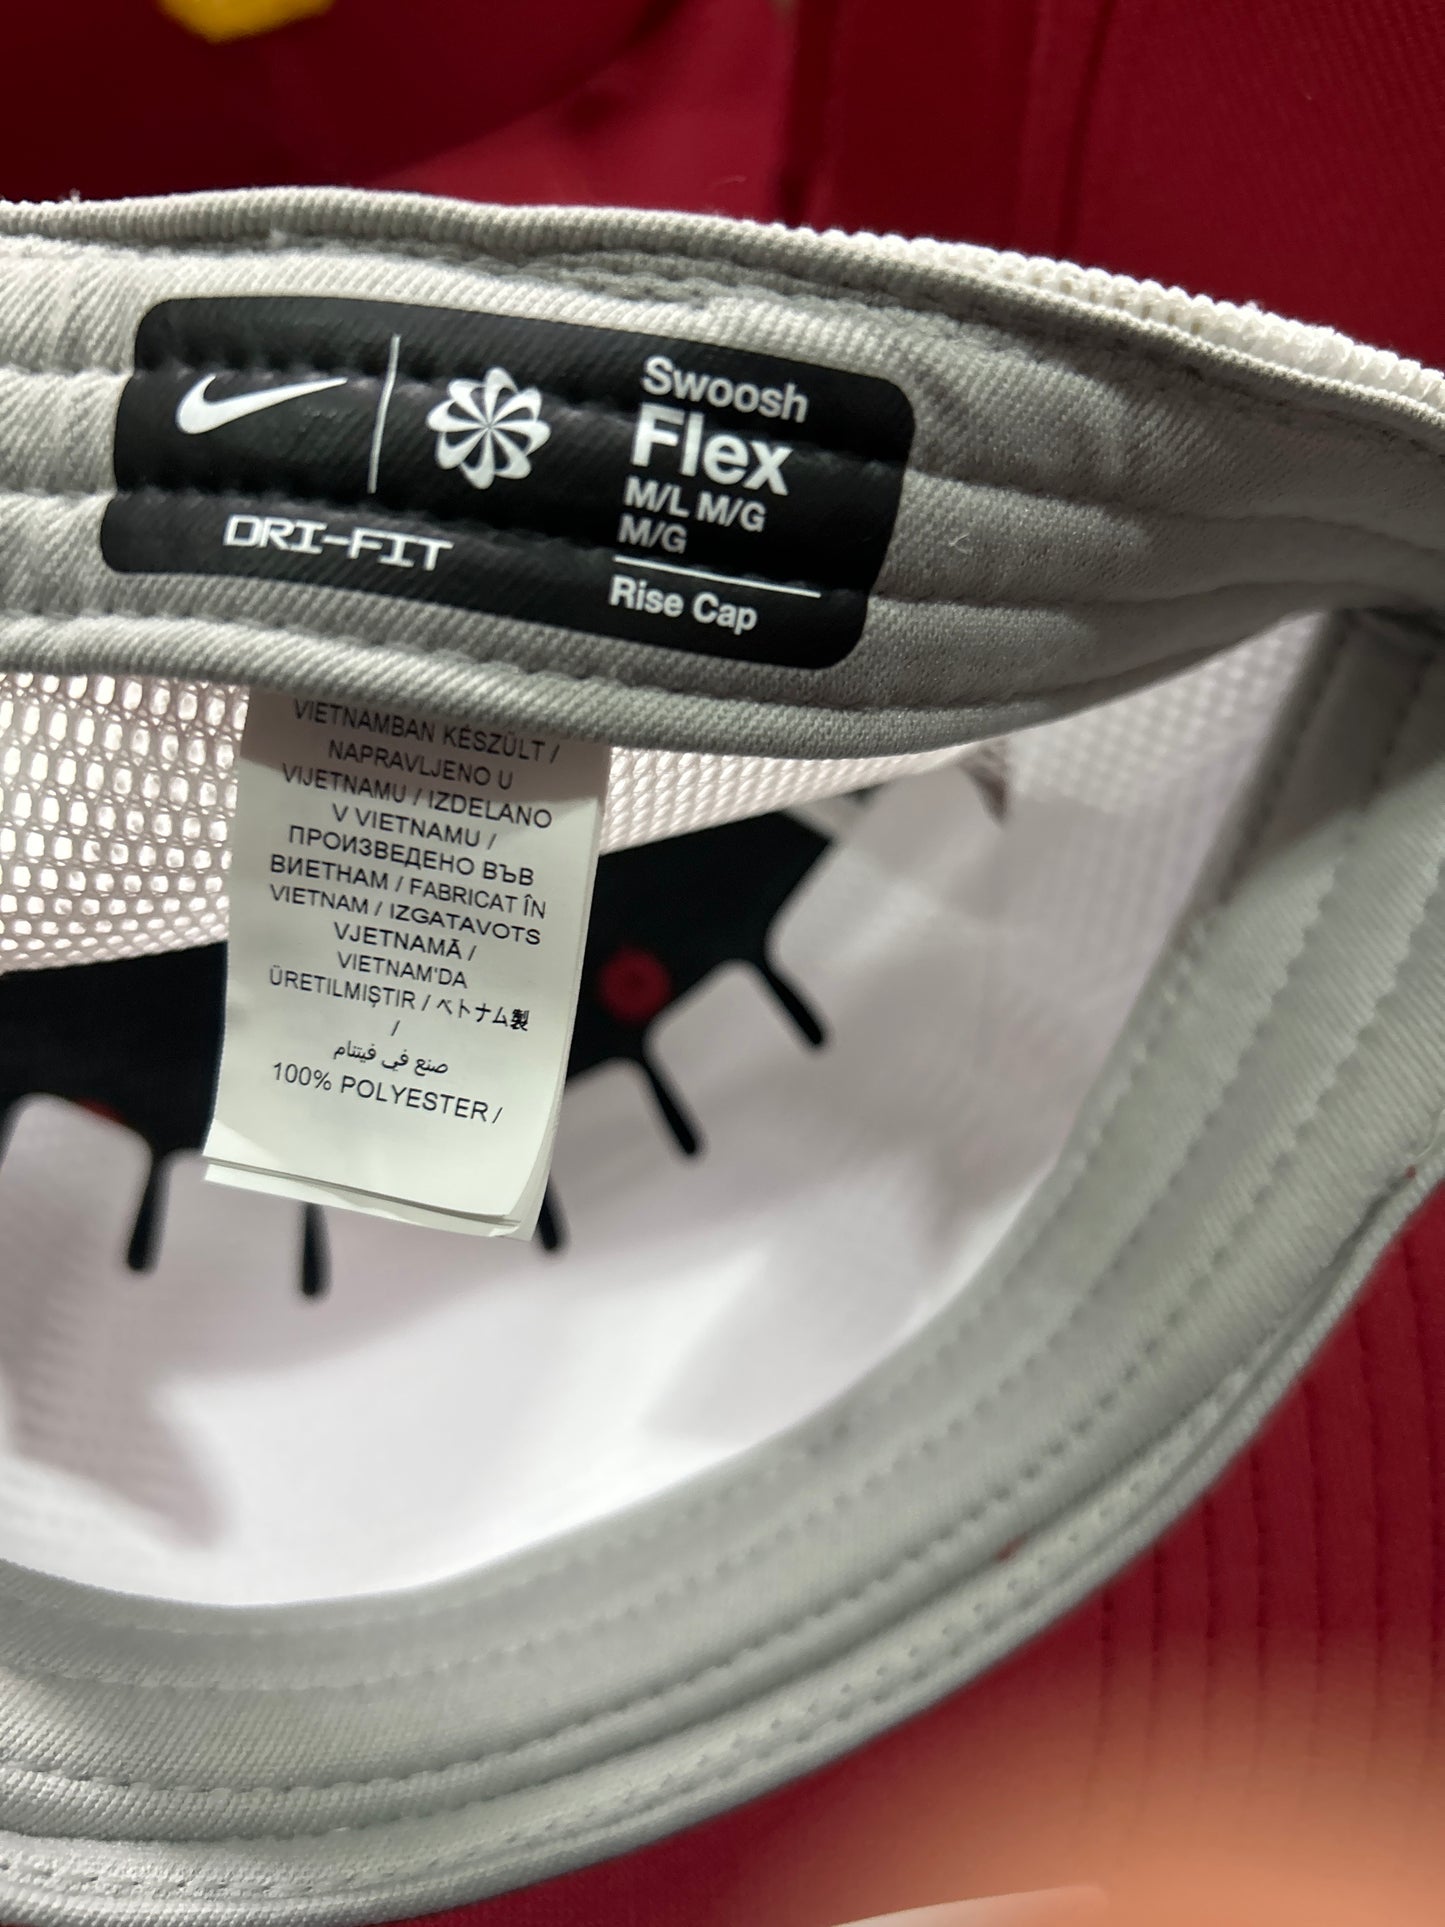 Swoosh
Flex
M/L M/G
M/G
Rise Cap
DRI-FIT
VIETNAMBAN KÉSZÜLT /
NAPRAVLJENO U
VIJETNAMU / IZDELANO
V VIETNAMU /
ПРОИЗВЕДЕНО ВЪВ
ВИЕТНАМ / FABRICAT ÎN
VIETNAM / IZGATAVOTS
VJETNAMĀ /
VIETNAM'DA
ÜRETILMIŞTIR / ベトナム製
/
صنع في فيتنام
100% POLYESTER /